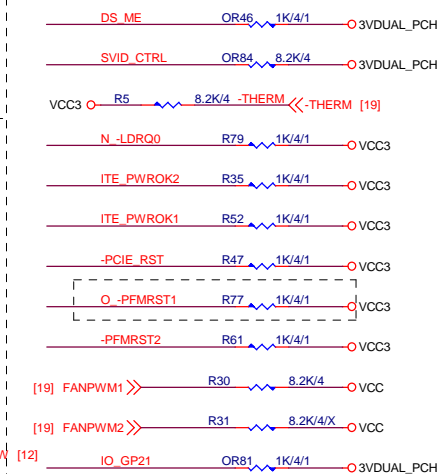 DS_ME OR46 1K/4/1 3VDUAL_PCH
SVID_CTRL OR84 8.2K/4 3VDUAL_PCH
VCC3 R5 8.2K/4 -THERM -THERM [19]
N_-LDRQ0 R79 1K/4/1 VCC3
ITE_PWROK2 R35 1K/4/1 VCC3
ITE_PWROK1 R52 1K/4/1 VCC3
-PCIE_RST R47 1K/4/1 VCC3
O_-PFMRST1 R77 1K/4/1 VCC3
-PFMRST2 R61 1K/4/1 VCC3
[19] FANPWM1 R30 8.2K/4 VCC
[19] FANPWM2 R31 8.2K/4/X VCC
[12]
IO_GP21 OR81 1K/4/1 3VDUAL_PCH